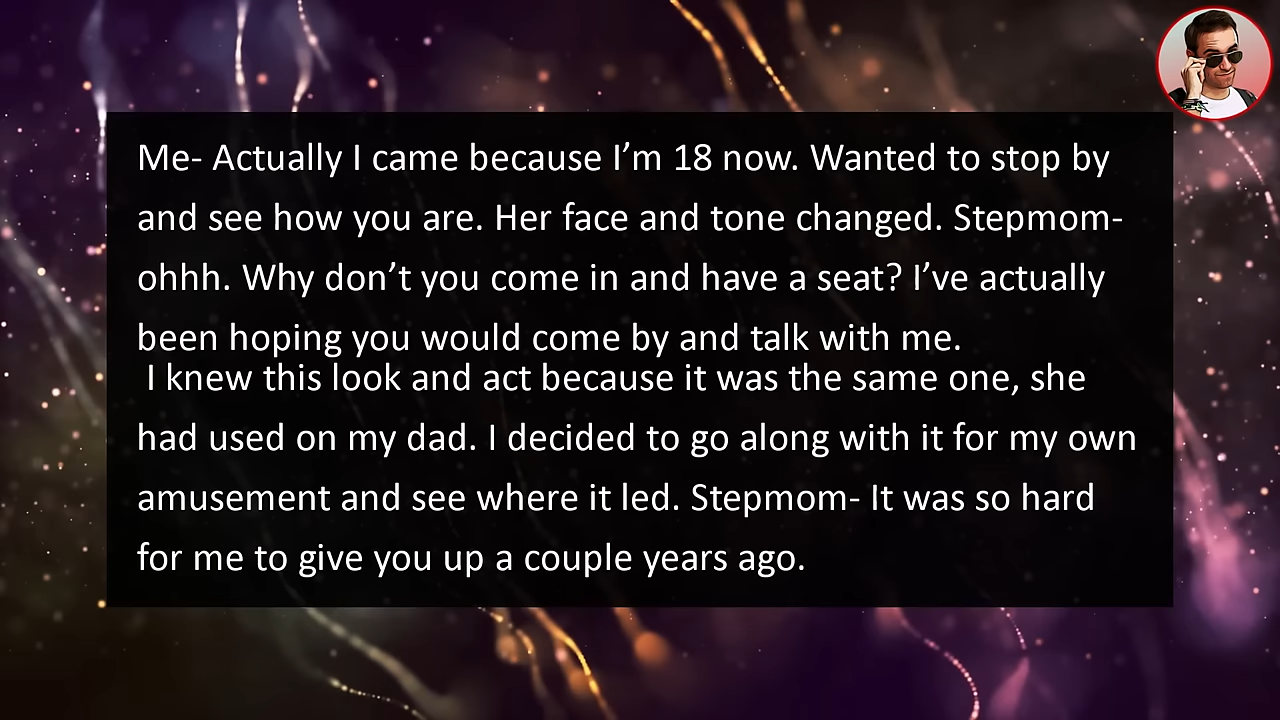 Me- Actually I came because I’m 18 now. Wanted to stop by
and see how you are. Her face and tone changed. Stepmom-
ohhh. Why don’t you come in and have a seat? I’ve actually
been hoping you would come by and talk with me.
I knew this look and act because it was the same one, she
had used on my dad. I decided to go along with it for my own
amusement and see where it led. Stepmom- It was so hard
for me to give you up a couple years ago.